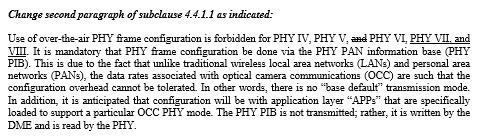 Change second paragraph of subclause 4.4.1.1 as indicated:
Use of over-the-air PHY frame configuration is forbidden for PHY IV, PHY V, and PHY VI, PHY VII, and
VIII. It is mandatory that PHY frame configuration be done via the PHY PAN information base (PHY
PIB). This is due to the fact that unlike traditional wireless local area networks (LANs) and personal area
networks (PANs), the data rates associated with optical camera communications (OCC) are such that the
configuration overhead cannot be tolerated. In other words, there is no “base default” transmission mode.
In addition, it is anticipated that configuration will be with application layer “APPs” that are specifically
loaded to support a particular OCC PHY mode. The PHY PIB is not transmitted; rather, it is written by the
DME and is read by the PHY.